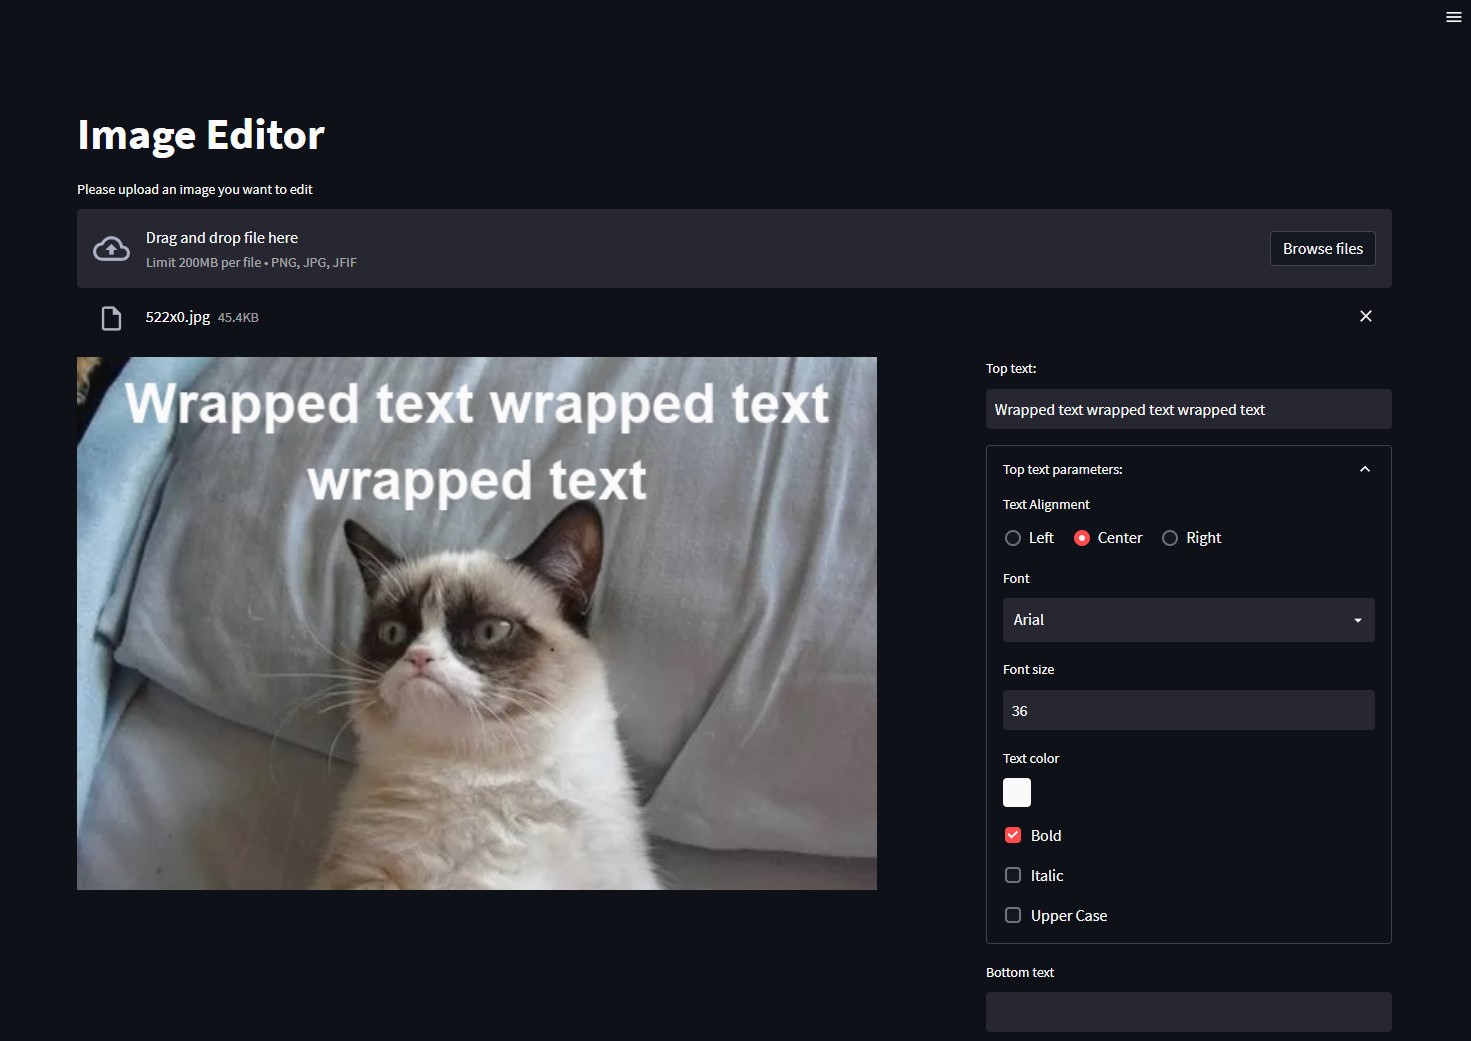 Image Editor
Please upload an image you want to edit
Drag and drop file here
Limit 200MB per file • PNG, JPG, JFIF
Browse files
522x0.jpg 45.4KB
Wrapped text wrapped text
wrapped text
Top text:
Wrapped text wrapped text wrapped text
Top text parameters:
Text Alignment
Left Center Right
Font
Arial
Font size
36
Text color
Bold
Italic
Upper Case
Bottom text